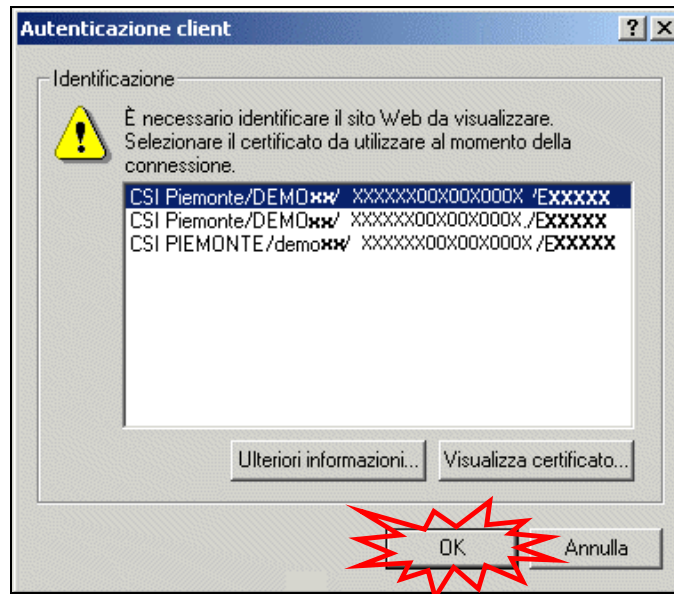 Autenticazione client
Identificazione
È necessario identificare il sito Web da visualizzare.
Selezionare il certificato da utilizzare al momento della
connessione.
CSI Piemonte/DEMOxx/ XXXXXX00X00X000X /EXXXXX
CSI Piemonte/DEMOxx/ XXXXXX00X00X000X./EXXXXX
CSI PIEMONTE/demoxx/ XXXXXX00X00X000X /EXXXXX
Ulteriori informazioni...
Visualizza certificato...
OK
Annulla